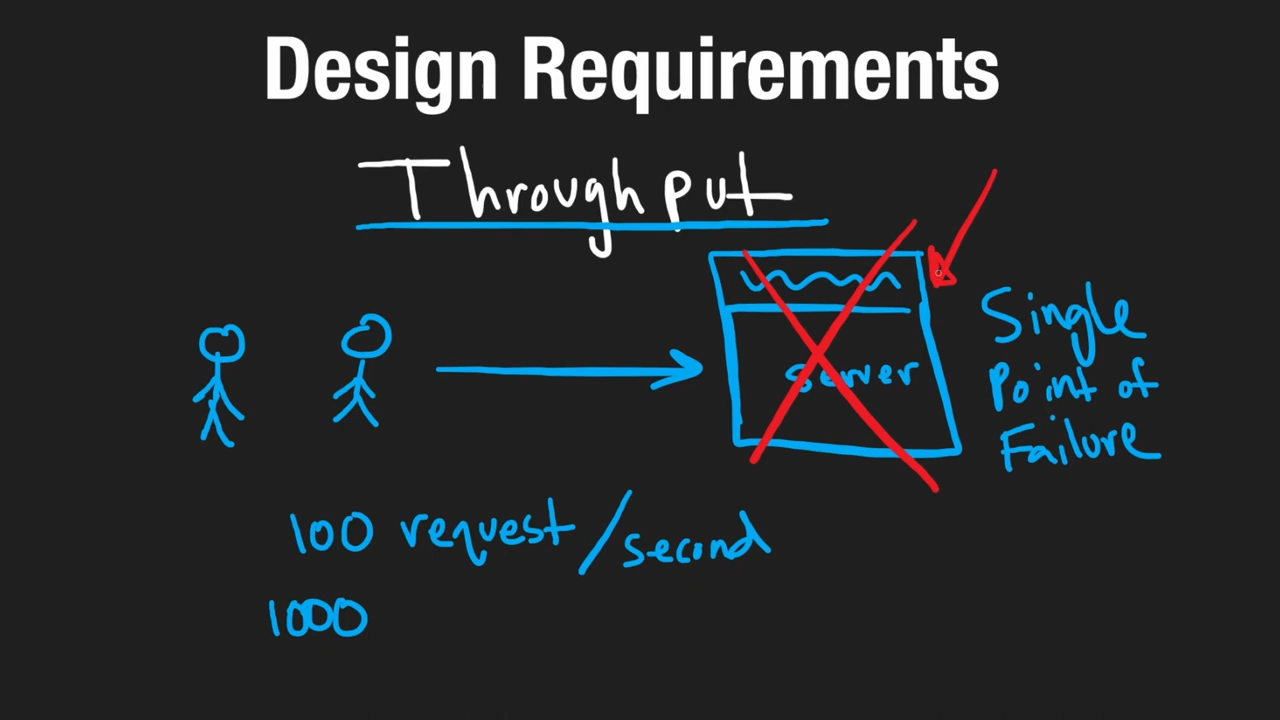 Design Requirements
Throughput
server
Single
Point of
Failure
100 request/second
1000